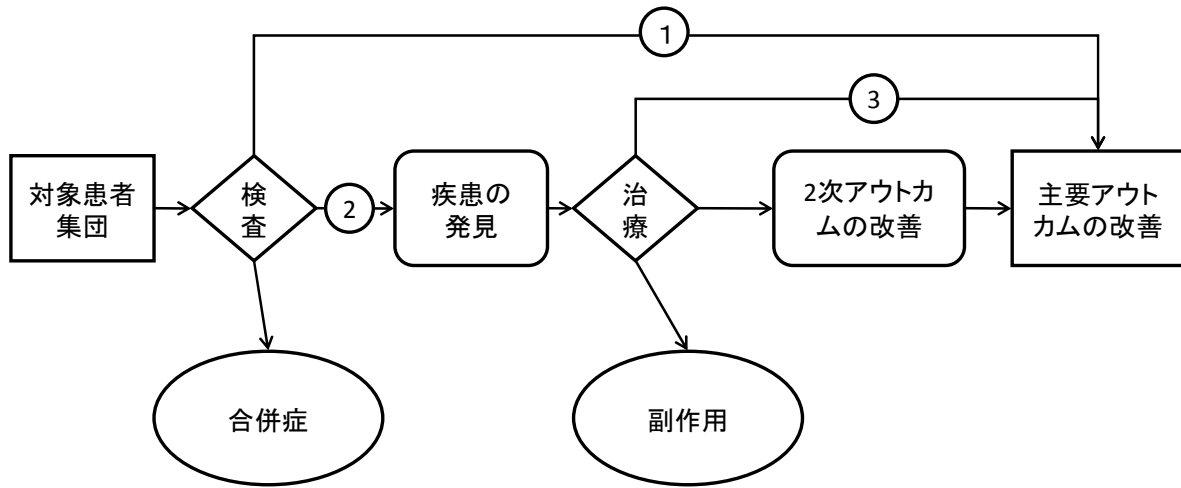 1
3
対象患者
集団
検
査
2
疾患の
発見
治
療
2次アウトカ
ムの改善
主要アウト
カムの改善
合併症
副作用